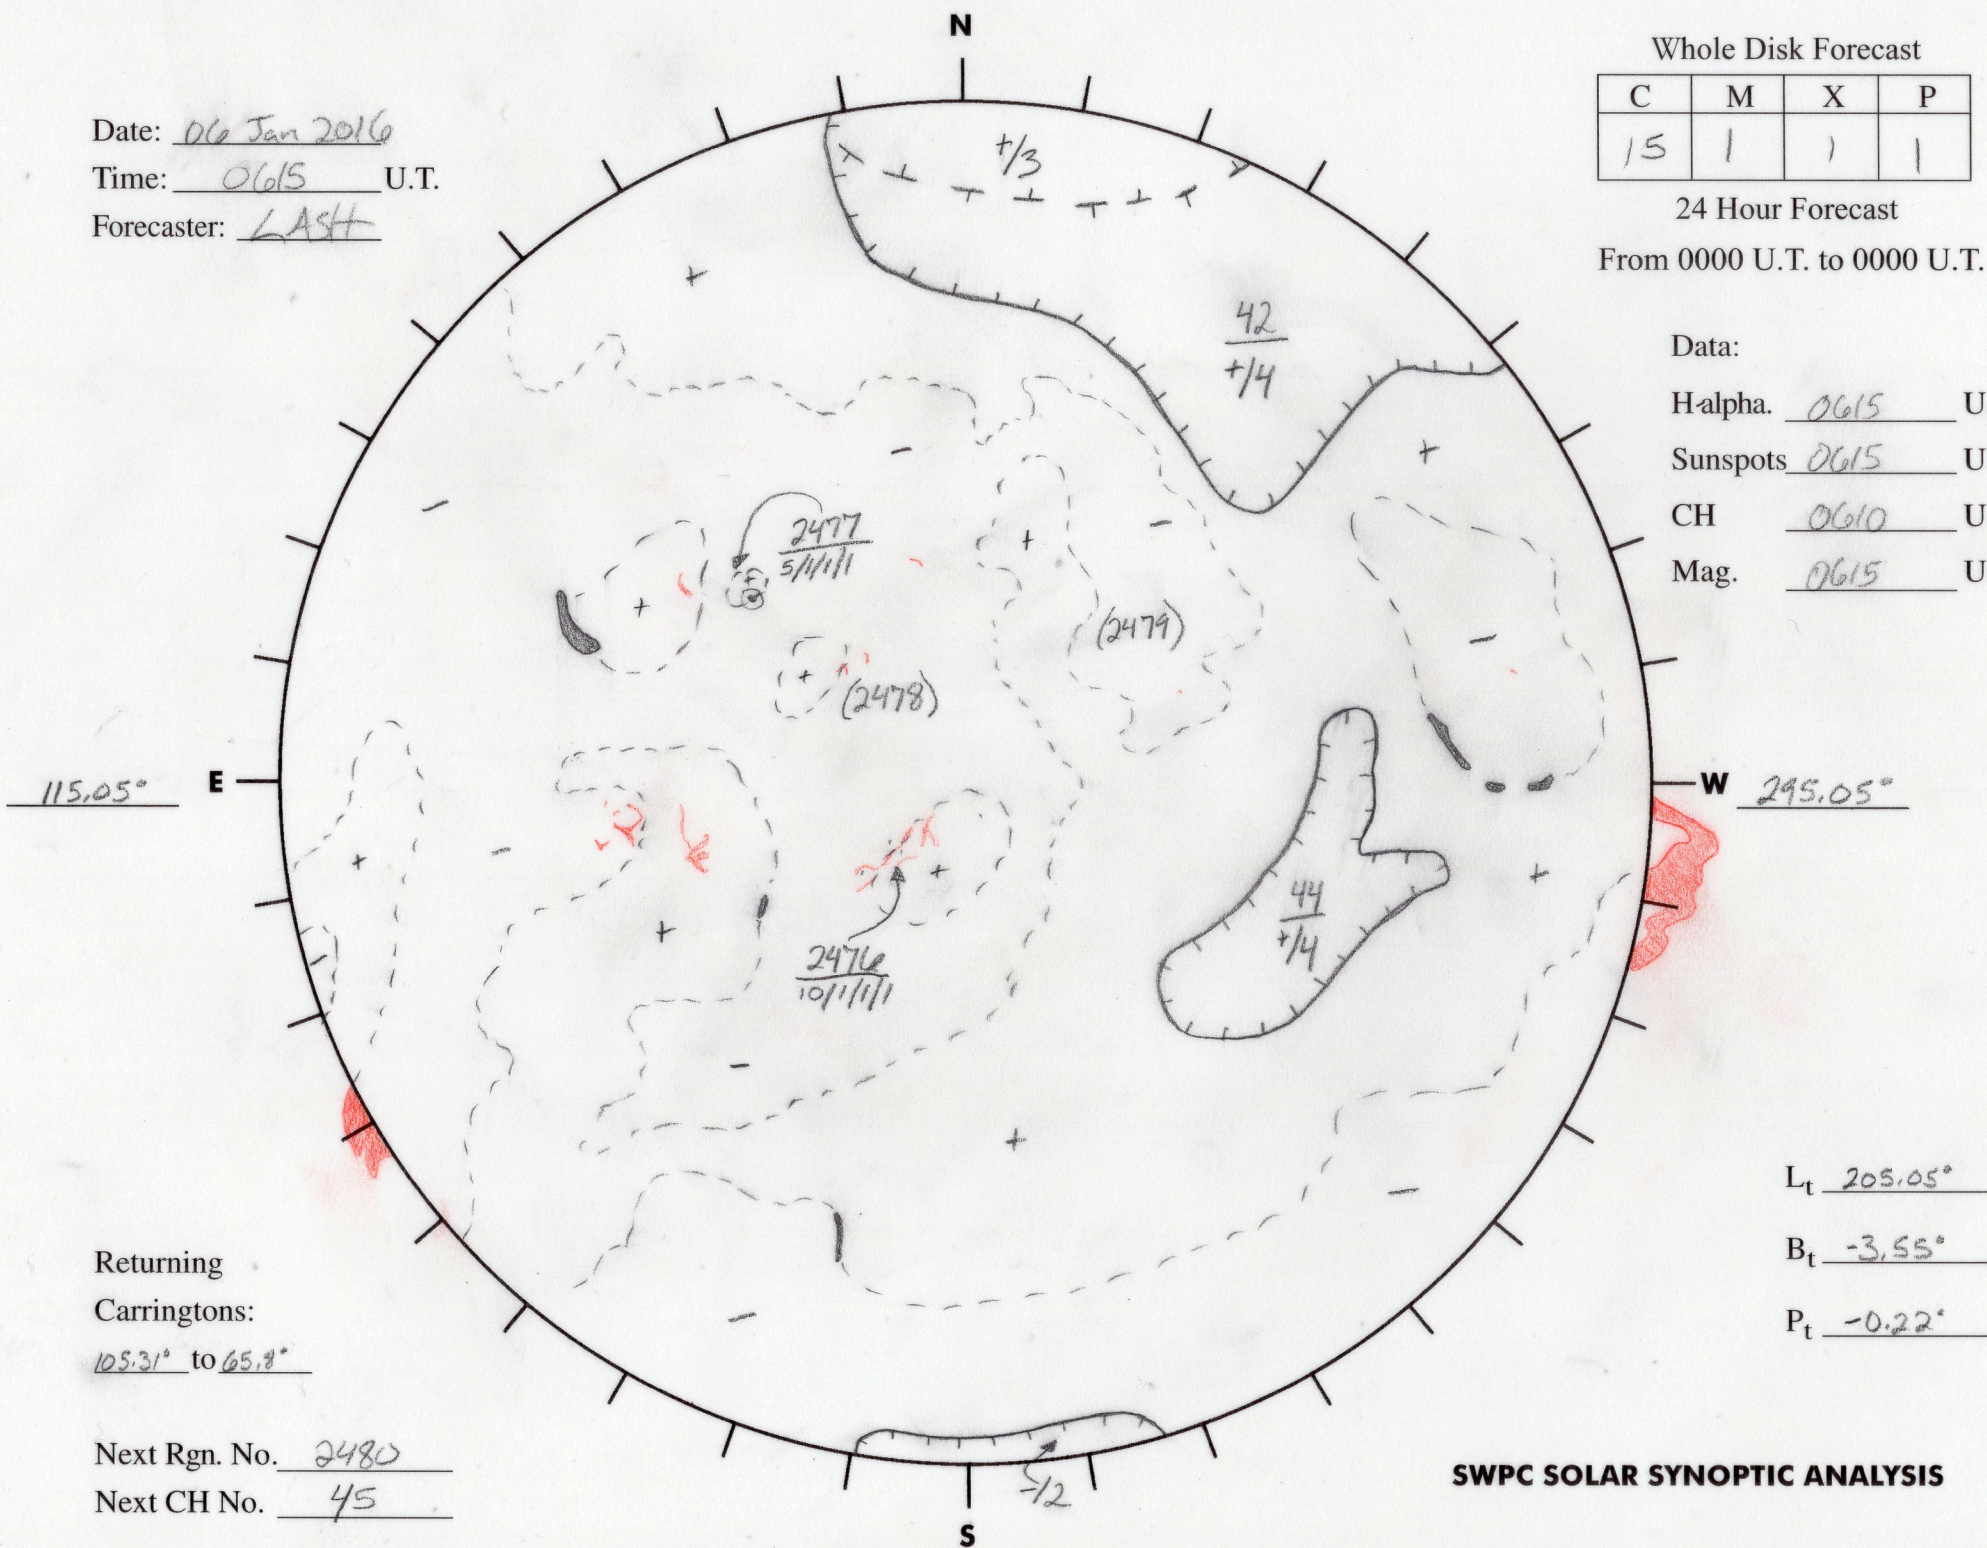 N
Whole Disk Forecast
C M X P
15 1 1 1
24 Hour Forecast
From 0000 U.T. to 0000 U.T.
Date: 06 Jan 2016
Time: 0615 U.T.
Forecaster: LASH
+/3
+
42
+/4
Data:
H-alpha. 0615 U
Sunspots 0615 U
CH 0610 U
Mag. 0615 U
-
+
-
2477
5/1/1/1
-
+
+
+
(2479)
-
+
(2478)
115.05° E
W 295.05°
+
-
+
+
44
+/4
+
-
2476
10/1/1/1
-
+
-
Lt 205.05°
Bt -3.55°
Pt -0.22°
Returning
Carringtons:
105.31° to 65.8°
-
Next Rgn. No. 2480
Next CH No. 45
-/2
S
SWPC SOLAR SYNOPTIC ANALYSIS